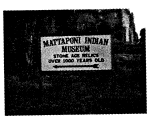 MATTAPONI INDIAN
MUSEUM
STONE AGE RELICS
OVER 1000 YEARS OLD